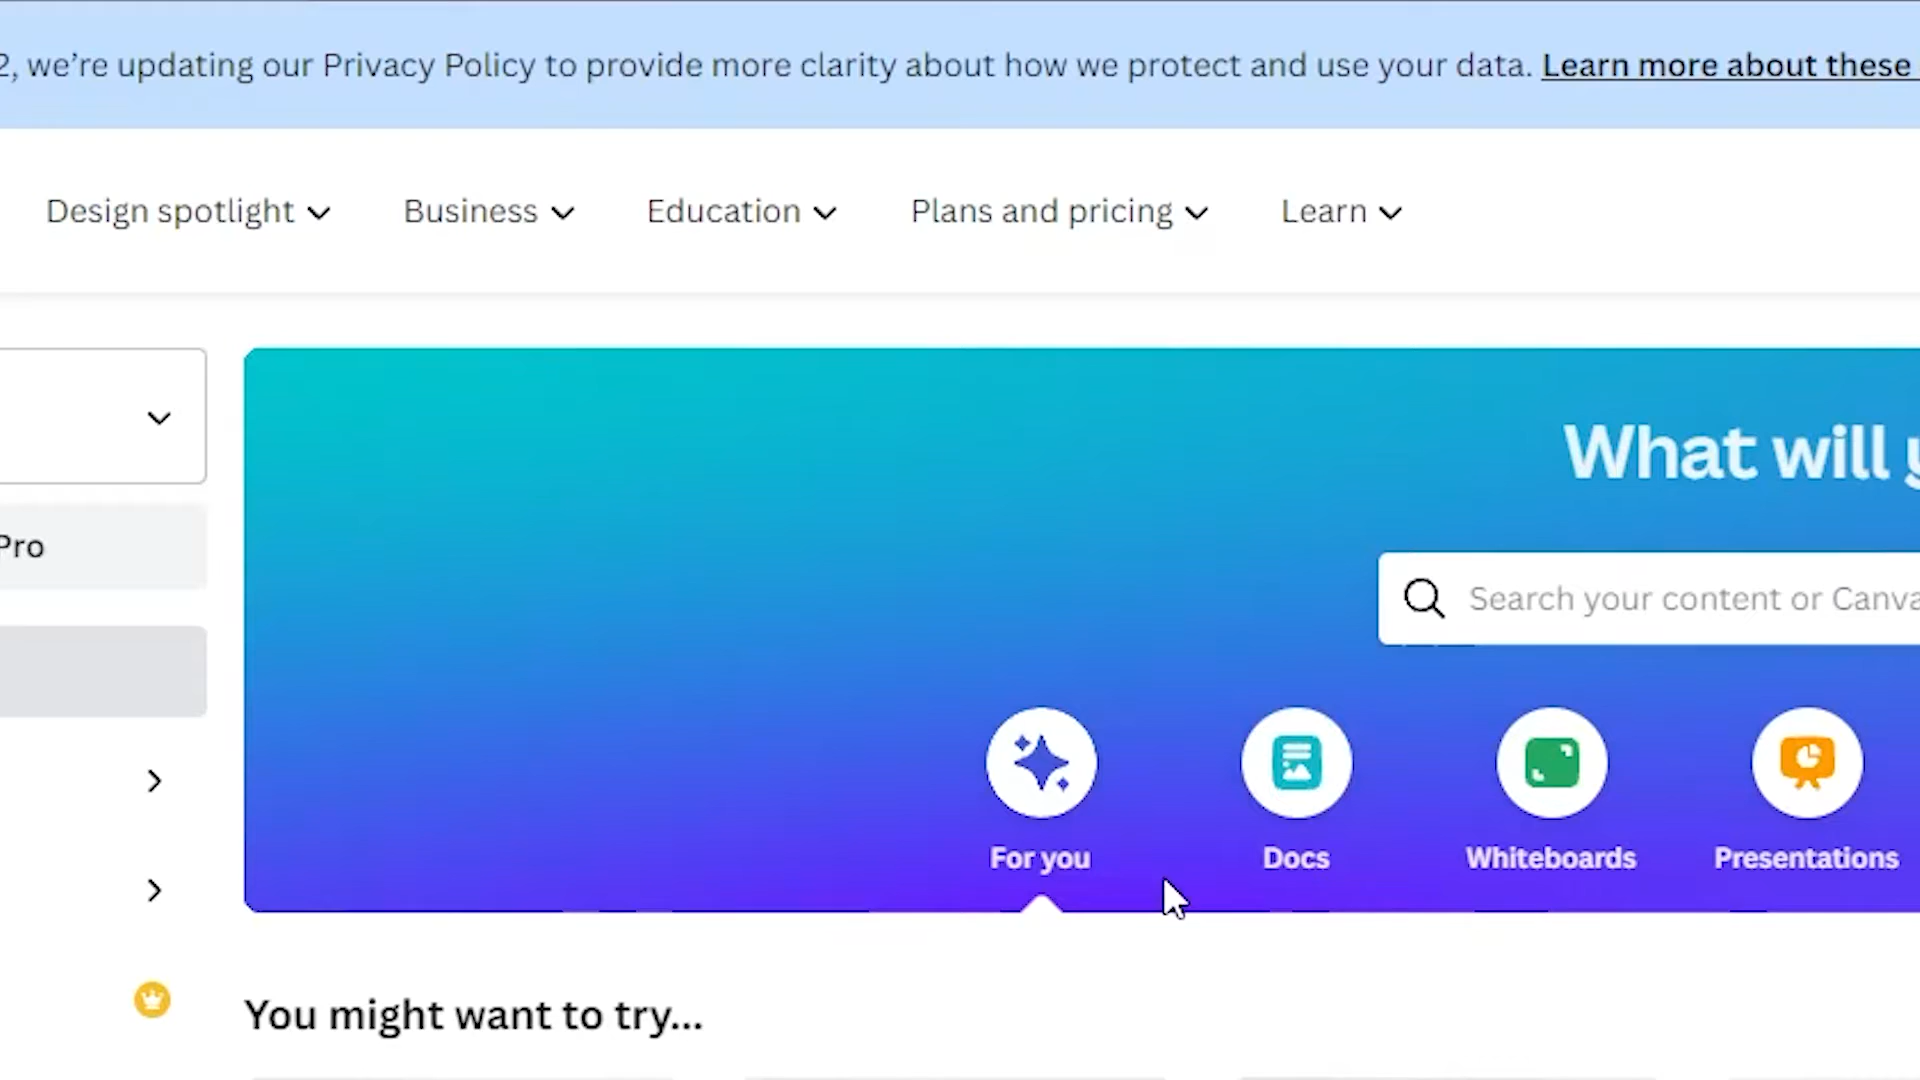 2, we're updating our Privacy Policy to provide more clarity about how we protect and use your data. Learn more about these
Design spotlight Business Education Plans and pricing Learn
What will y
Pro
Search your content or Canva
For you Docs Whiteboards Presentations
You might want to try...